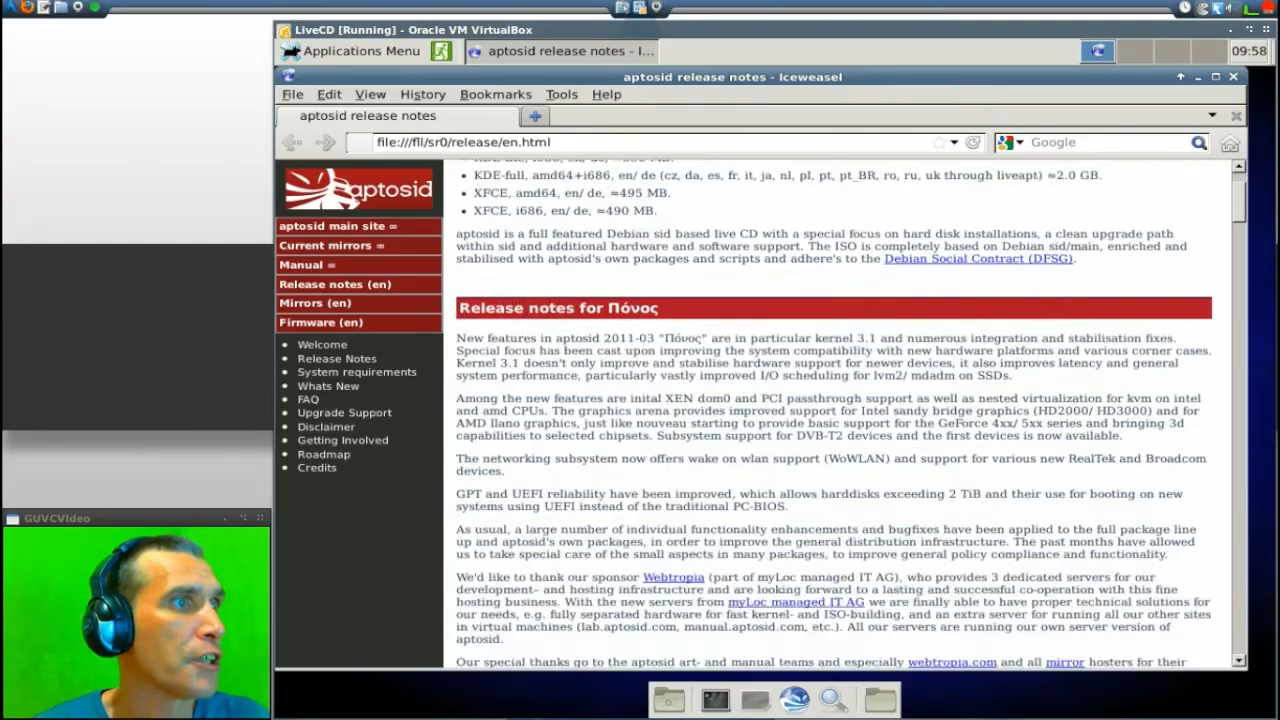 LiveCD [Running] - Oracle VM VirtualBox
Applications Menu
aptosid release notes - I...
09:58
aptosid release notes - Iceweasel
File Edit View History Bookmarks Tools Help
aptosid release notes
file:///fll/sr0/release/en.html
Google
aptosid
aptosid main site ∞
Current mirrors ∞
Manual ∞
Release notes (en)
Mirrors (en)
Firmware (en)
• Welcome
• Release Notes
• System requirements
• Whats New
• FAQ
• Upgrade Support
• Disclaimer
• Getting Involved
• Roadmap
• Credits
• KDE-full, amd64+i686, en/ de (cz, da, es, fr, it, ja, nl, pl, pt, pt_BR, ro, ru, uk through liveapt) ≈2.0 GB.
• XFCE, amd64, en/ de, ≈495 MB.
• XFCE, i686, en/ de, ≈490 MB.
aptosid is a full featured Debian sid based live CD with a special focus on hard disk installations, a clean upgrade path
within sid and additional hardware and software support. The ISO is completely based on Debian sid/main, enriched and
stabilised with aptosid's own packages and scripts and adhere's to the Debian Social Contract (DFSG).
Release notes for Πόνος
New features in aptosid 2011-03 "Πόνος" are in particular kernel 3.1 and numerous integration and stabilisation fixes.
Special focus has been cast upon improving the system compatibility with new hardware platforms and various corner cases.
Kernel 3.1 doesn't only improve and stabilise hardware support for newer devices, it also improves latency and general
system performance, particularly vastly improved I/O scheduling for lvm2/ mdadm on SSDs.
Among the new features are inital XEN dom0 and PCI passthrough support as well as nested virtualization for kvm on intel
and amd CPUs. The graphics arena provides improved support for Intel sandy bridge graphics (HD2000/ HD3000) and for
AMD llano graphics, just like nouveau starting to provide basic support for the GeForce 4xx/ 5xx series and bringing 3d
capabilities to selected chipsets. Subsystem support for DVB-T2 devices and the first devices is now available.
The networking subsystem now offers wake on wlan support (WoWLAN) and support for various new RealTek and Broadcom
devices.
GPT and UEFI reliability have been improved, which allows harddisks exceeding 2 TiB and their use for booting on new
systems using UEFI instead of the traditional PC-BIOS.
As usual, a large number of individual functionality enhancements and bugfixes have been applied to the full package line
up and aptosid's own packages, in order to improve the general distribution infrastructure. The past months have allowed
us to take special care of the small aspects in many packages, to improve general policy compliance and functionality.
We'd like to thank our sponsor Webtropia (part of myLoc managed IT AG), who provides 3 dedicated servers for our
development- and hosting infrastructure and are looking forward to a lasting and successful co-operation with this fine
hosting business. With the new servers from myLoc managed IT AG we are finally able to have proper technical solutions for
our needs, e.g. fully separated hardware for fast kernel- and ISO-building, and an extra server for running all our other sites
in virtual machines (lab.aptosid.com, manual.aptosid.com, etc.). All our servers are running our own server version of
aptosid.
Our special thanks go to the aptosid art- and manual teams and especially webtropia.com and all mirror hosters for their
GUVCVideo